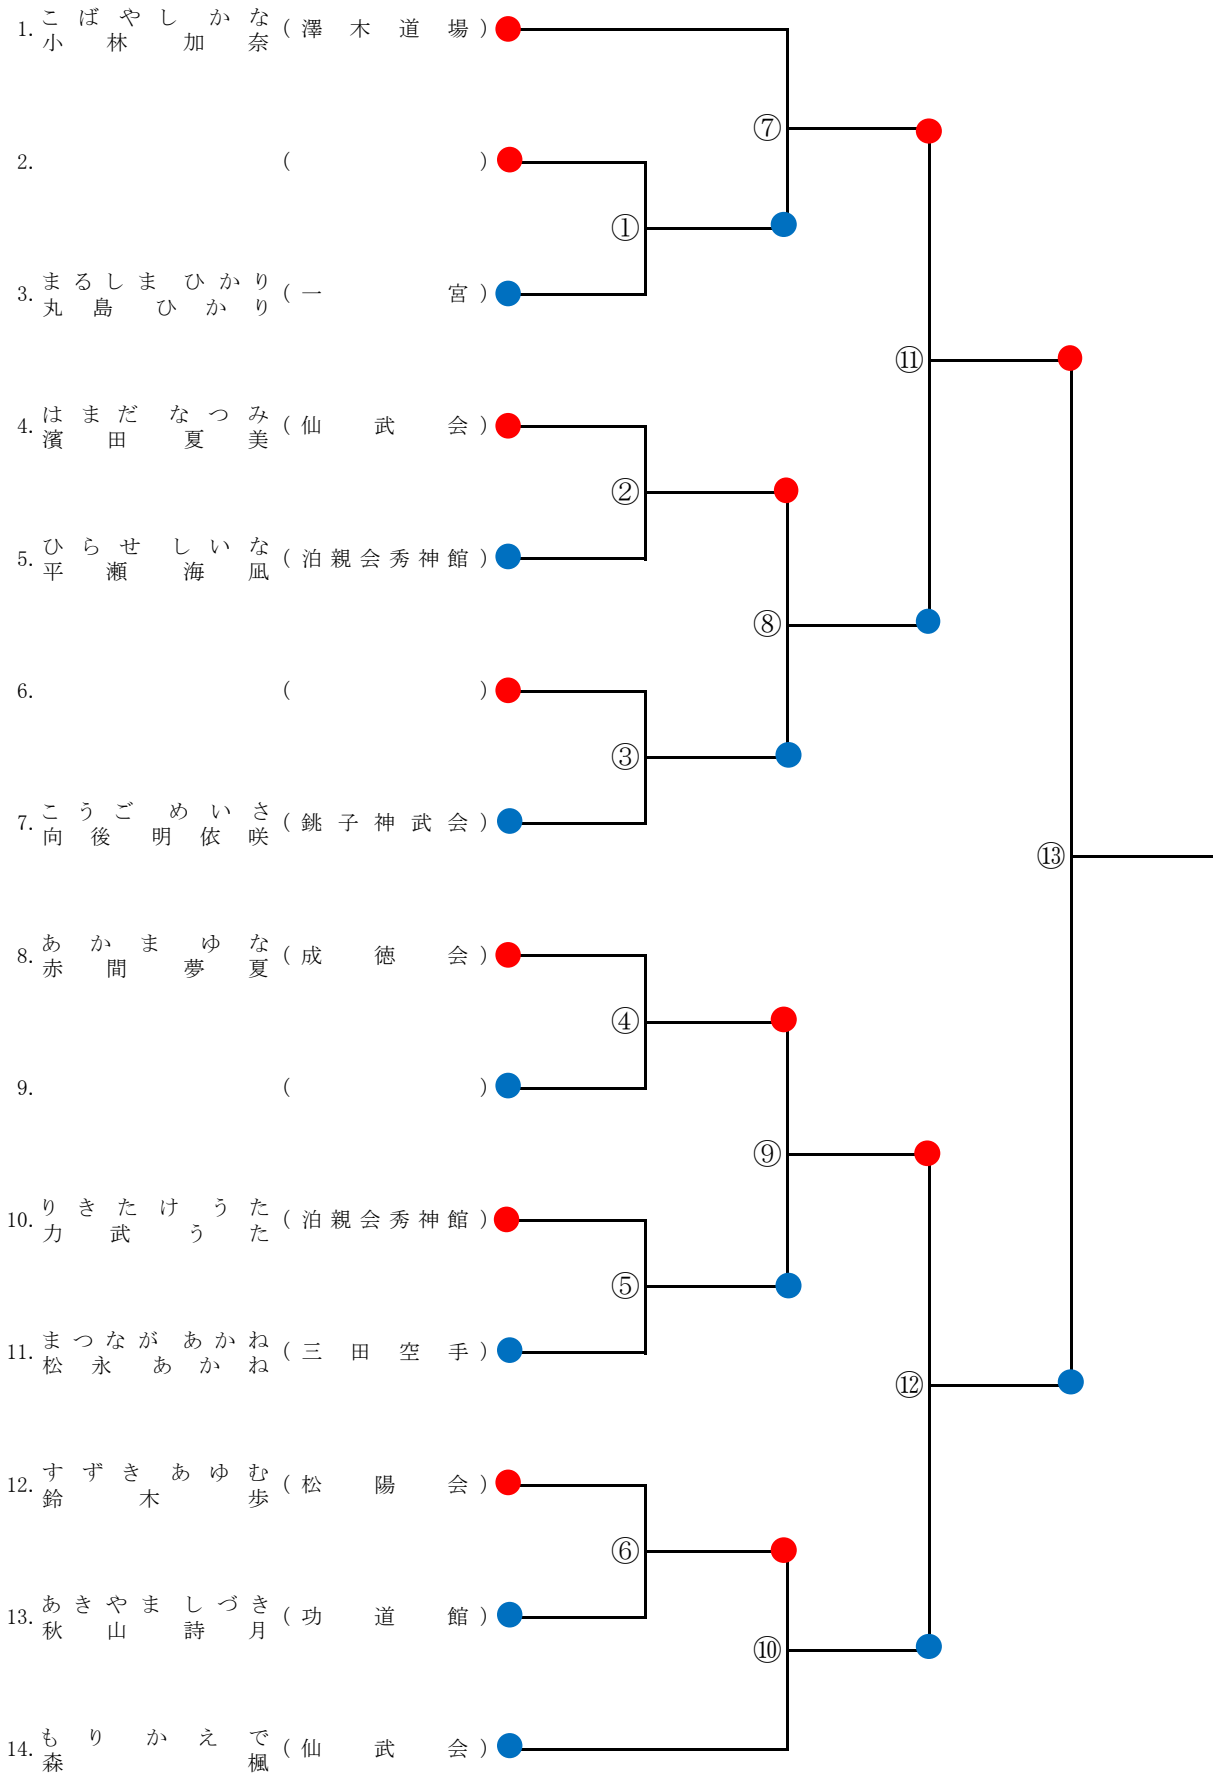 こばやし かな
1. 小林 加奈 (澤木道場)
⑦
2. ( )
①
まるしま ひかり
3. 丸島 ひかり (一宮)
⑪
はまだ なつみ
4. 濱田 夏美 (仙武会)
②
ひらせ しいな
5. 平瀬 海凪 (泊親会秀神館)
⑧
6. ( )
③
こうご めいさ
7. 向後 明依咲 (銚子神武会)
⑬
あかま ゆな
8. 赤間 夢夏 (成徳会)
④
9. ( )
⑨
りきたけ うた
10. 力武 うた (泊親会秀神館)
⑤
まつなが あかね
11. 松永 あかね (三田空手)
⑫
すずき あゆむ
12. 鈴木 歩 (松陽会)
⑥
あきやま しづき
13. 秋山 詩月 (功道館)
⑩
もり かえで
14. 森 楓 (仙武会)